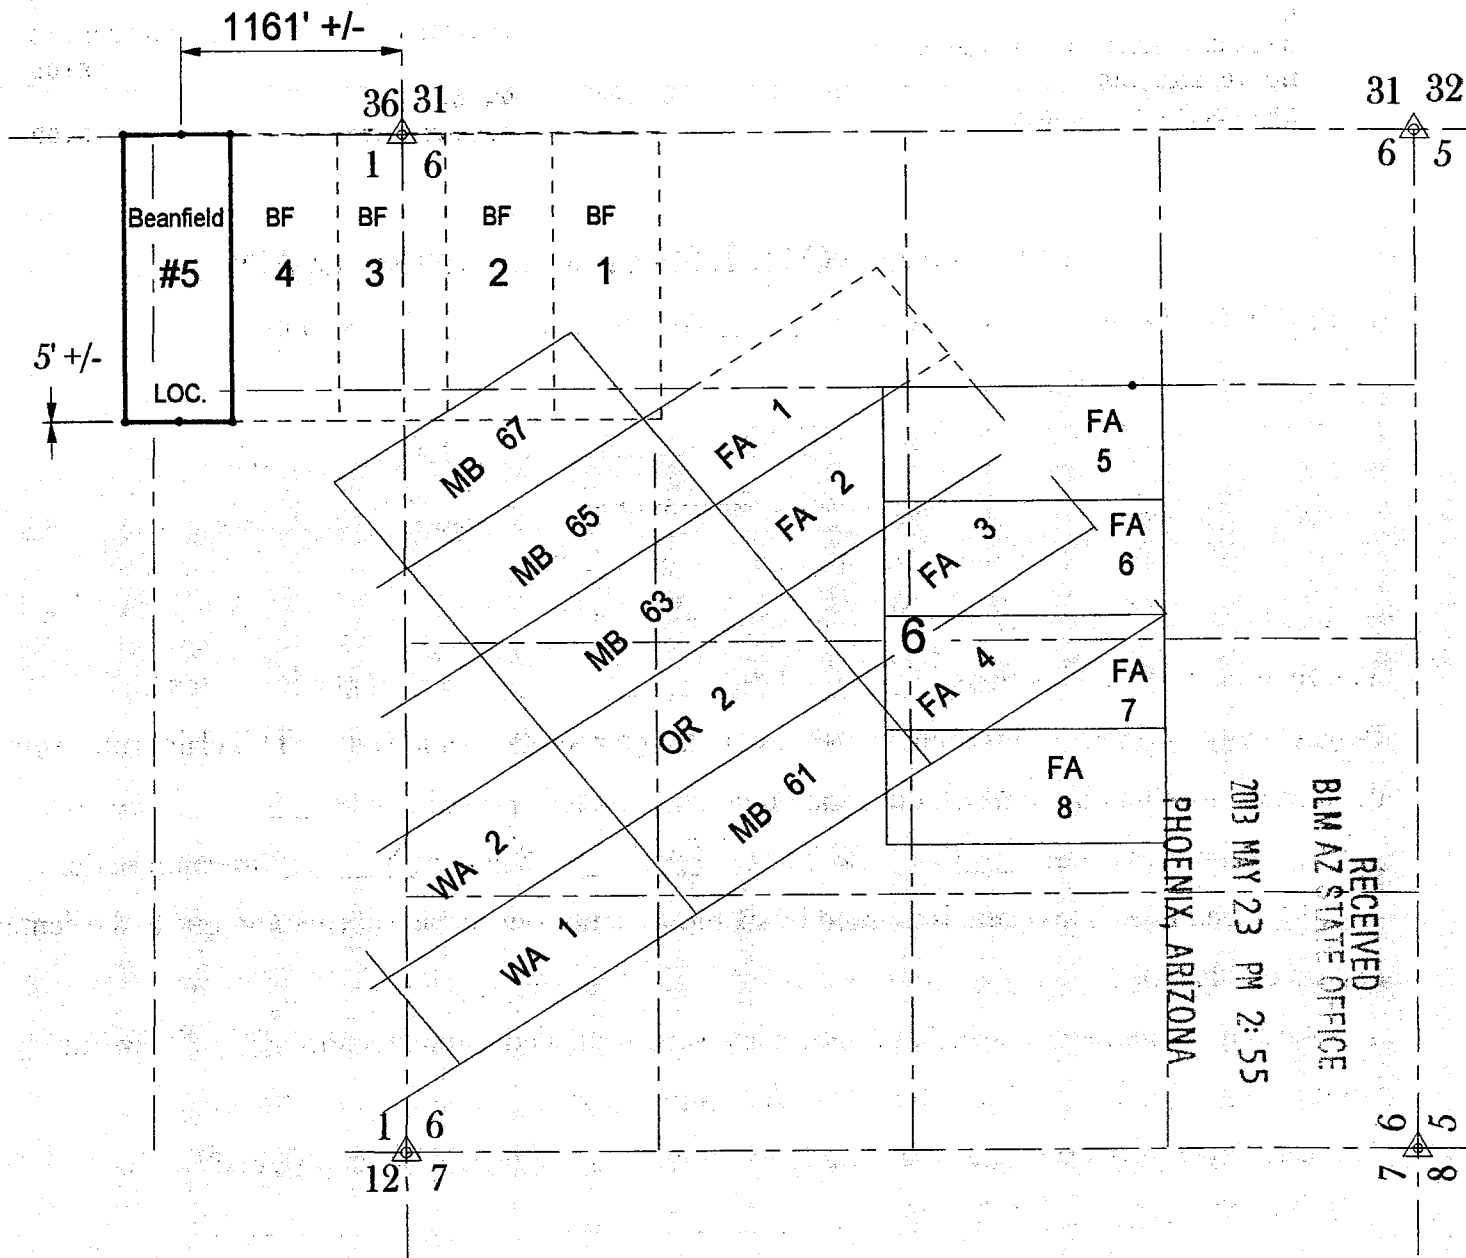 1161' +/-
36 31
31 32
1 6
6 5
Beanfield
#5
LOC.
BF
4
BF
3
BF
2
BF
1
5' +/-
MB 67
MB 65
MB 63
OR 2
MB 61
WA 2
WA 1
FA 1
FA 2
FA 3
FA 4
FA
5
FA
6
FA
7
FA
8
6
RECEIVED
BLM AZ STATE OFFICE
2013 MAY 23 PM 2:55
PHOENIX, ARIZONA
1 6
12 7
6 5
7 8